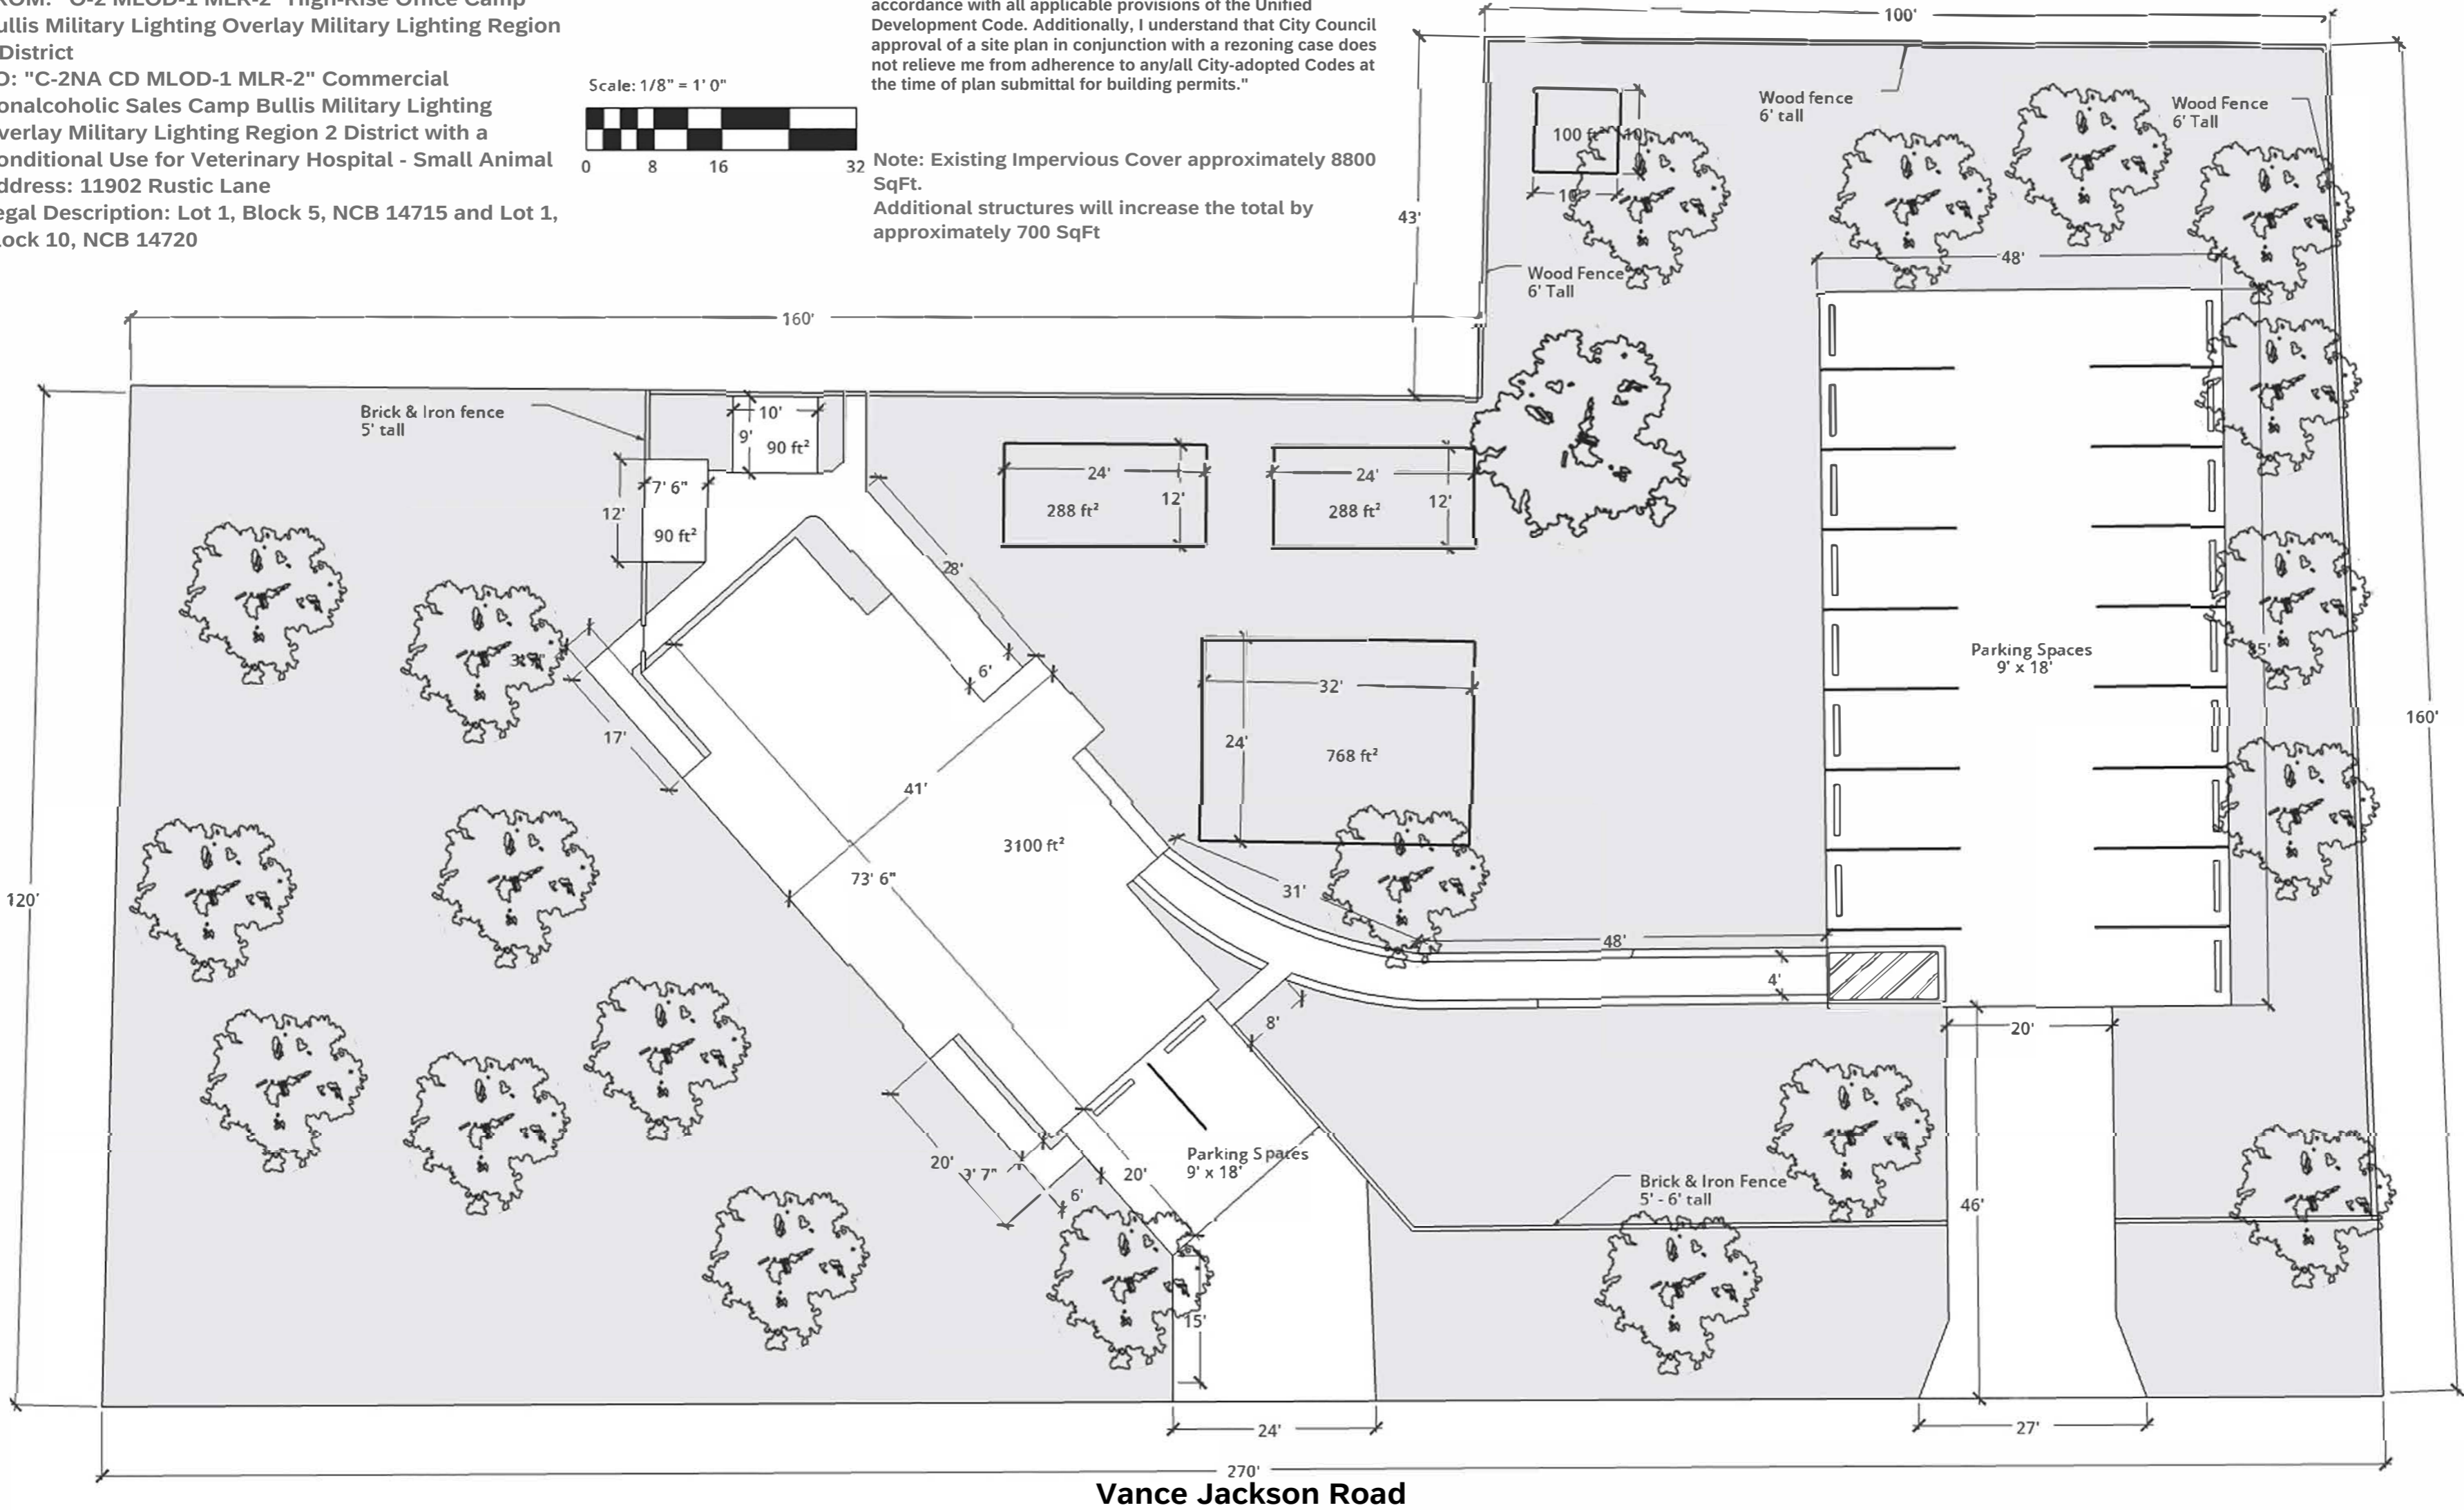 "O-2 MLOD-1 MLR-2" High-Rise Office Camp
Military Lighting Overlay Military Lighting Region
District
"C-2NA CD MLOD-1 MLR-2" Commercial
Sales Camp Bullis Military Lighting
Military Lighting Region 2 District with a
Use for Veterinary Hospital - Small Animal
11902 Rustic Lane
Description: Lot 1, Block 5, NCB 14715 and Lot 1,
10, NCB 14720
Scale: 1/8" = 1' 0"
0 8 16 32
accordance with all applicable provisions of the Unified
Development Code. Additionally, I understand that City Council
approval of a site plan in conjunction with a rezoning case does
not relieve me from adherence to any/all City-adopted Codes at
the time of plan submittal for building permits."
Note: Existing Impervious Cover approximately 8800
SqFt.
Additional structures will increase the total by
approximately 700 SqFt
100'
Wood fence
6' tall
Wood Fence
6' Tall
100 ft²
10'
43'
48'
Wood Fence
6' Tall
160'
Brick & Iron fence
5' tall
10'
9'
90 ft²
7' 6"
12'
90 ft²
24'
12'
288 ft²
24'
12'
288 ft²
28'
6'
17'
41'
3100 ft²
73' 6"
32'
24'
768 ft²
Parking Spaces
9' x 18'
160'
120'
31'
48'
4'
8'
20'
20'
3' 7"
6'
20'
Parking Spaces
9' x 18'
Brick & Iron Fence
5' - 6' tall
46'
15'
24'
27'
270'
Vance Jackson Road